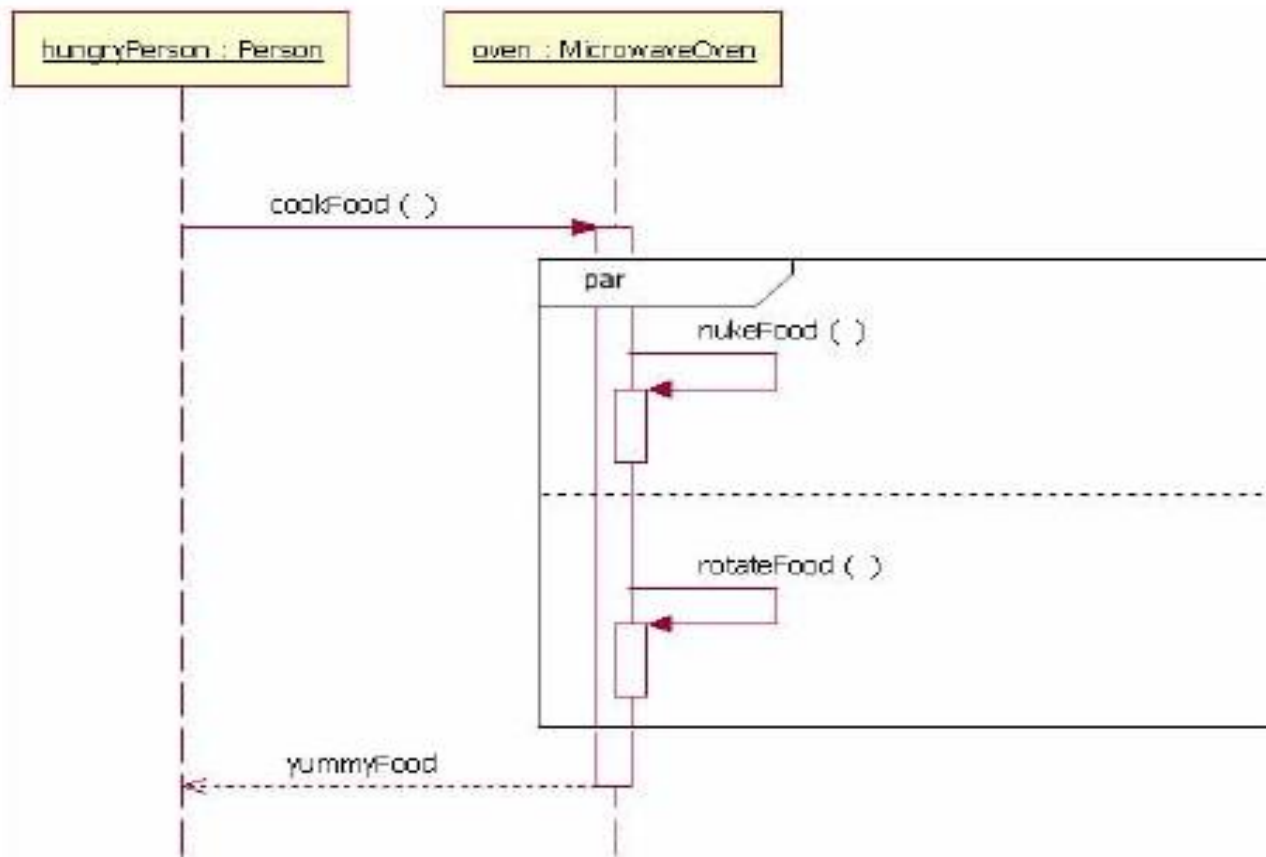 hungryPerson : Person
oven : MicrowaveOven
cookFood ( )
par
nukeFood ( )
rotateFood ( )
yummyFood